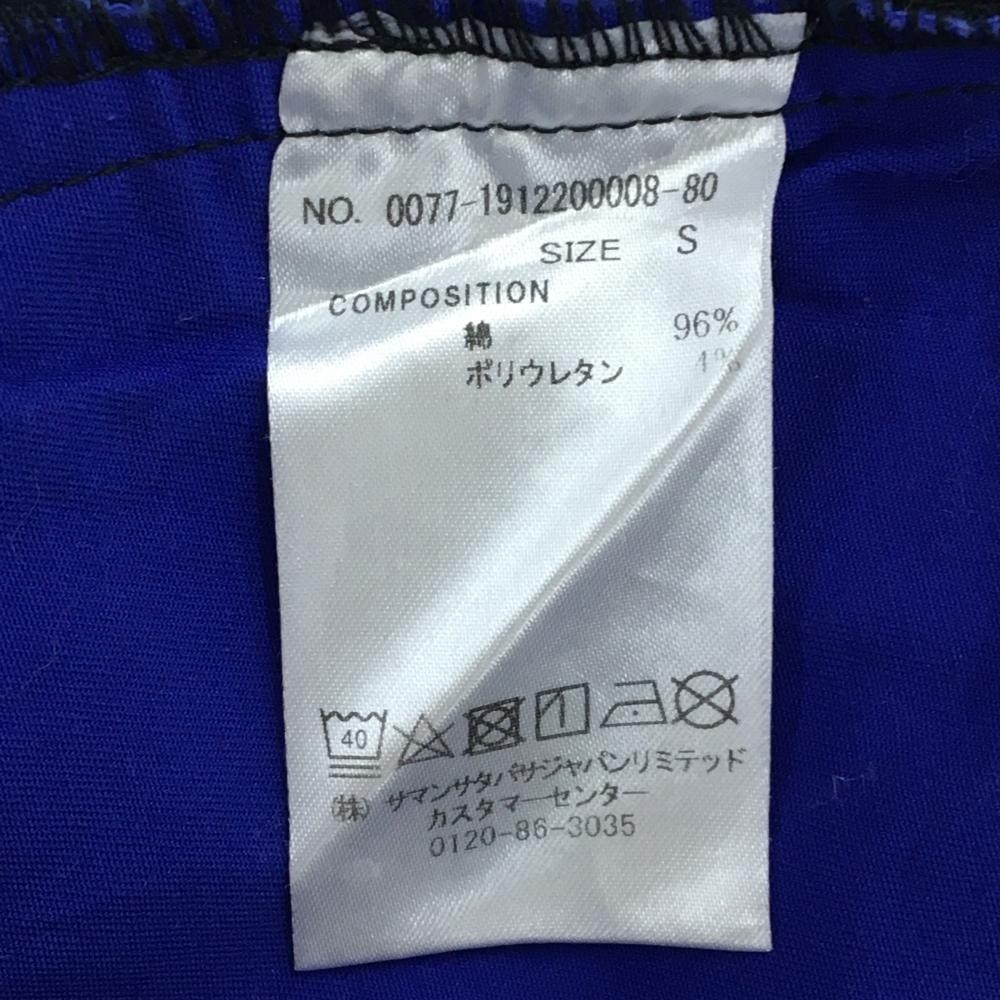 NO. 0077-1912200008-80
SIZE S
COMPOSITION
綿 96%
ポリウレタン 4%
40
(株) サマンサタバサジャパンリミテッド
カスタマーセンター
0120-86-3035